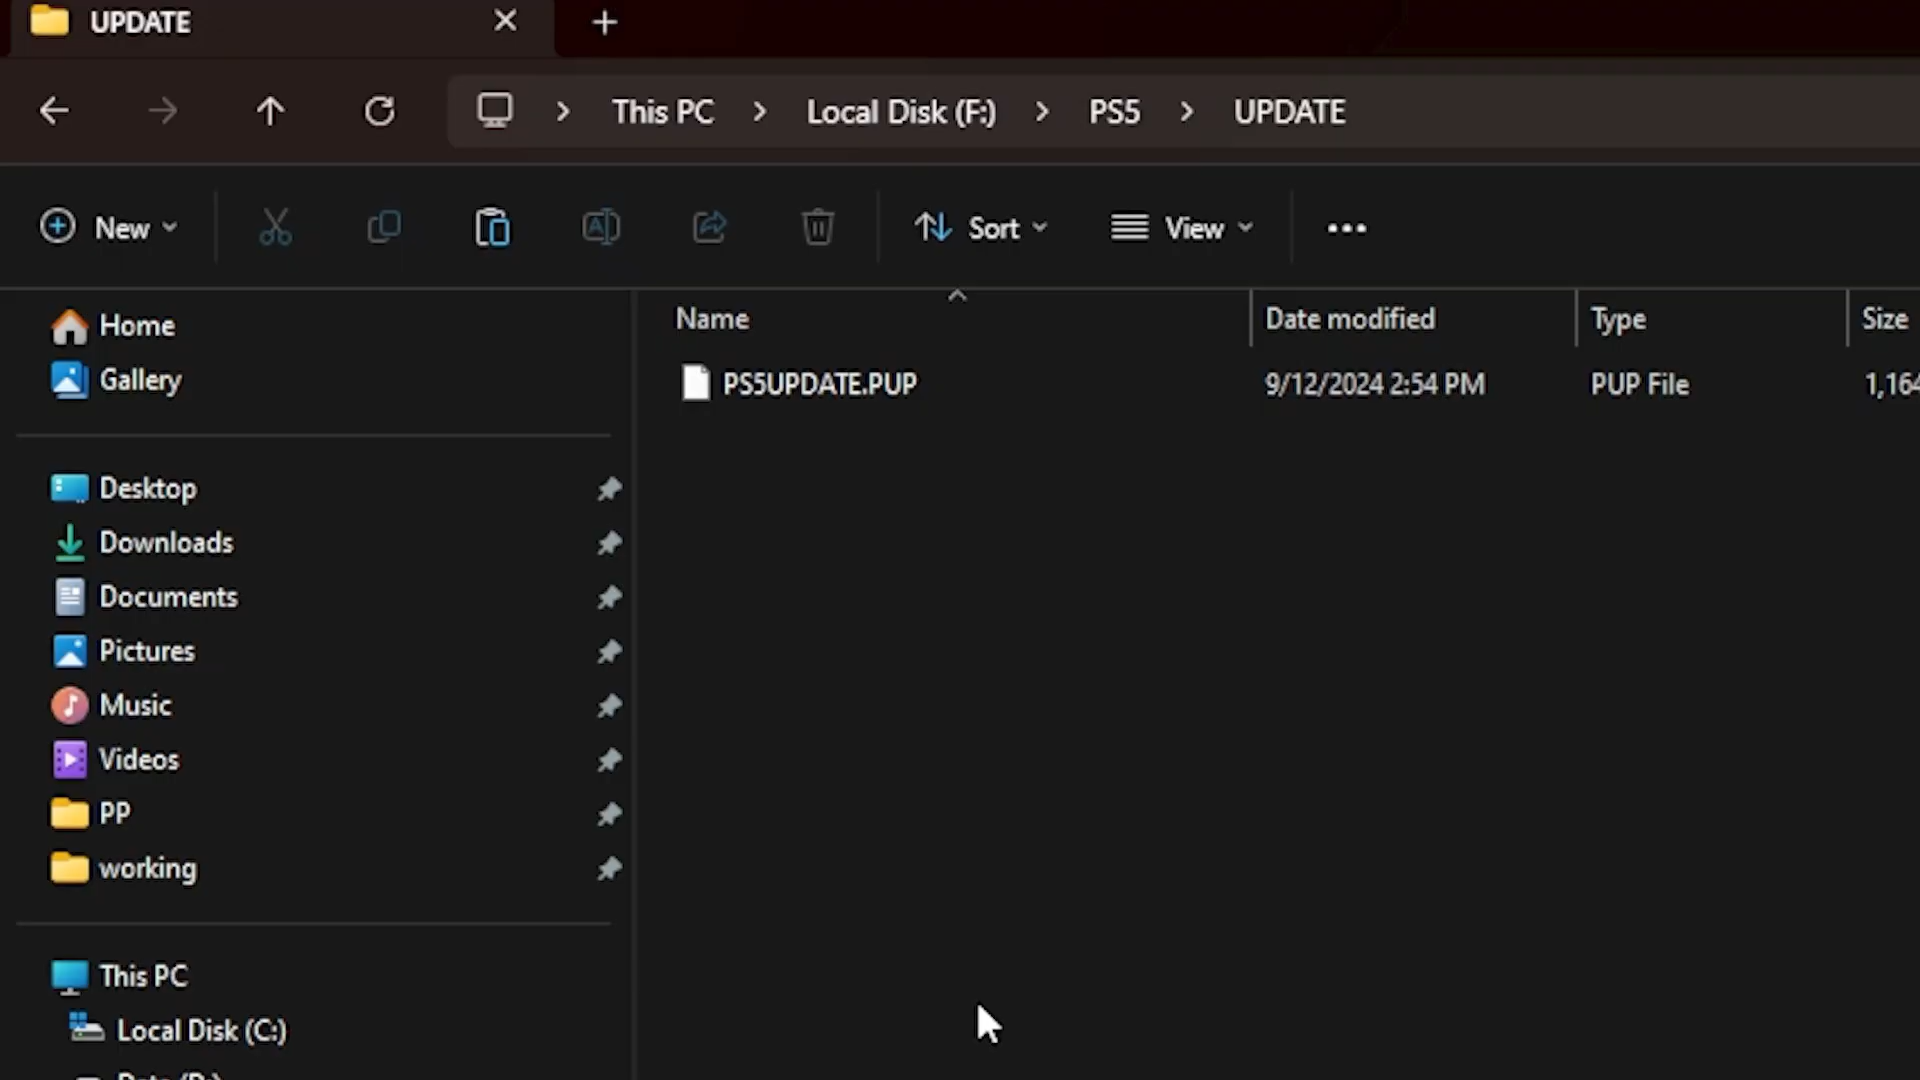 UPDATE
This PC > Local Disk (F:) > PS5 > UPDATE
New Sort View
Name Date modified Type Size
PS5UPDATE.PUP 9/12/2024 2:54 PM PUP File 1,164
Home
Gallery
Desktop
Downloads
Documents
Pictures
Music
Videos
PP
working
This PC
Local Disk (C:)